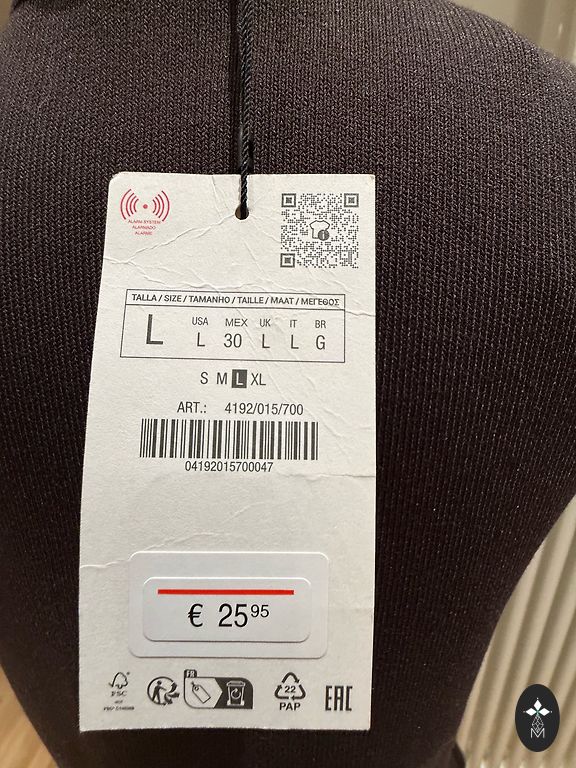 ALARM SYSTEM
ALARMADO
ALARME
TALLA / SIZE / TAMANHO / TAILLE / MAAT / ΜΕΓΕΘΟΣ
L
USA MEX UK IT BR
L 30 L L G
S M L XL
ART.: 4192/015/700
04192015700047
€ 25 95
FSC
FR
22
PAP
EAC
M